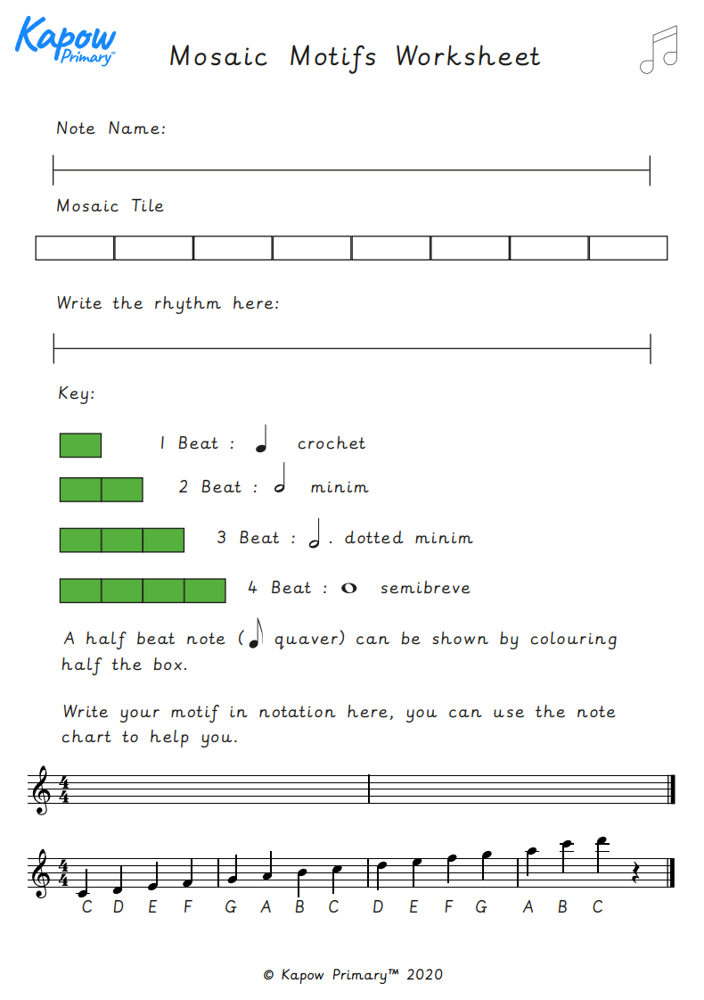 Kapow
Primary™
Mosaic Motifs Worksheet
Note Name:
Mosaic Tile
Write the rhythm here:
Key:
1 Beat : crochet
2 Beat : minim
3 Beat : . dotted minim
4 Beat : semibreve
A half beat note ( quaver) can be shown by colouring
half the box.
Write your motif in notation here, you can use the note
chart to help you.
4
4
4
4
C D E F G A B C D E F G A B C
© Kapow Primary™ 2020